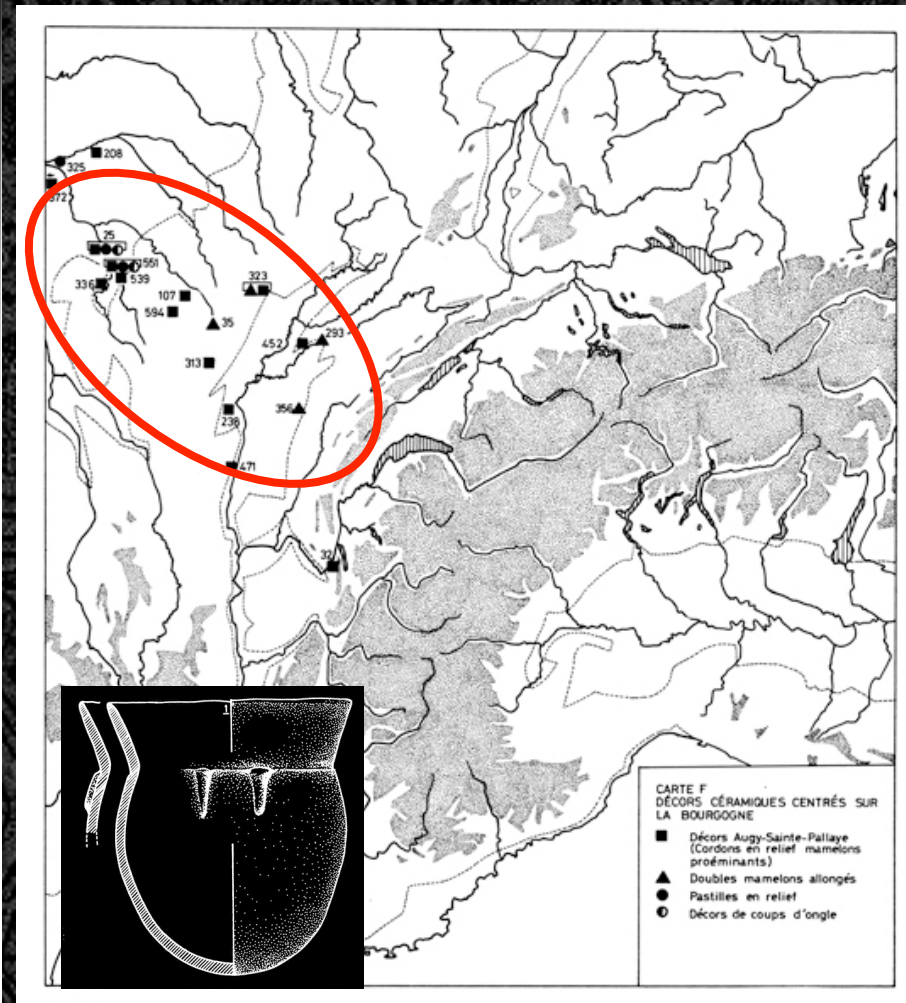 208
325
372
25
551
336
539
323
107
594
35
452
293
313
356
238
471
32
1
CARTE F
DÉCORS CÉRAMIQUES CENTRÉS SUR
LA BOURGOGNE
Décors Augy-Sainte-Pallaye
(Cordons en relief mamelons
proéminants)
Doubles mamelons allongés
Pastilles en relief
Décors de coups d'ongle